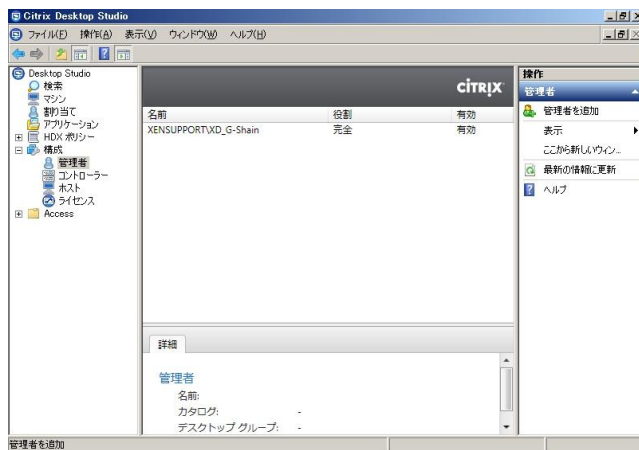 Citrix Desktop Studio
ファイル(F) 操作(A) 表示(V) ウィンドウ(W) ヘルプ(H)
Desktop Studio
検索
マシン
割り当て
アプリケーション
HDX ポリシー
構成
管理者
コントローラー
ホスト
ライセンス
Access
CITRIX
名前 役割 有効
XENSUPPORT\XD_G-Shain 完全 有効
詳細
管理者
名前:
カタログ: -
デスクトップ グループ: -
操作
管理者
管理者を追加
表示
ここから新しいウィン...
最新の情報に更新
ヘルプ
管理者を追加